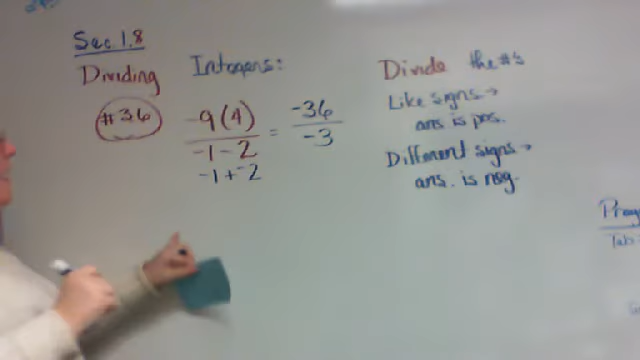 Sec. 1.8
Dividing Integers:
#36
-9(4) = -36
-1-2 -3
-1+-2
Divide the #'s
Like signs →
ans is pos.
Different signs →
ans. is neg.